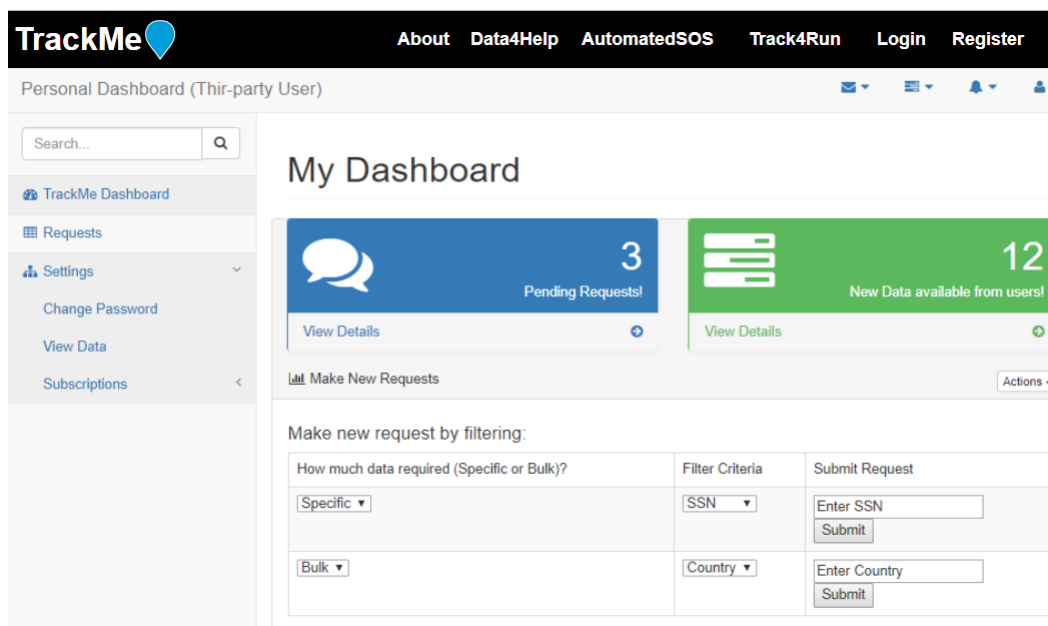 TrackMe
About Data4Help AutomatedSOS Track4Run Login Register
Personal Dashboard (Thir-party User)
Search...
TrackMe Dashboard
Requests
Settings
Change Password
View Data
Subscriptions
My Dashboard
3
Pending Requests!
View Details
12
New Data available from users!
View Details
Make New Requests
Actions
Make new request by filtering:
How much data required (Specific or Bulk)? Filter Criteria Submit Request
Specific SSN Enter SSN
Submit
Bulk Country Enter Country
Submit